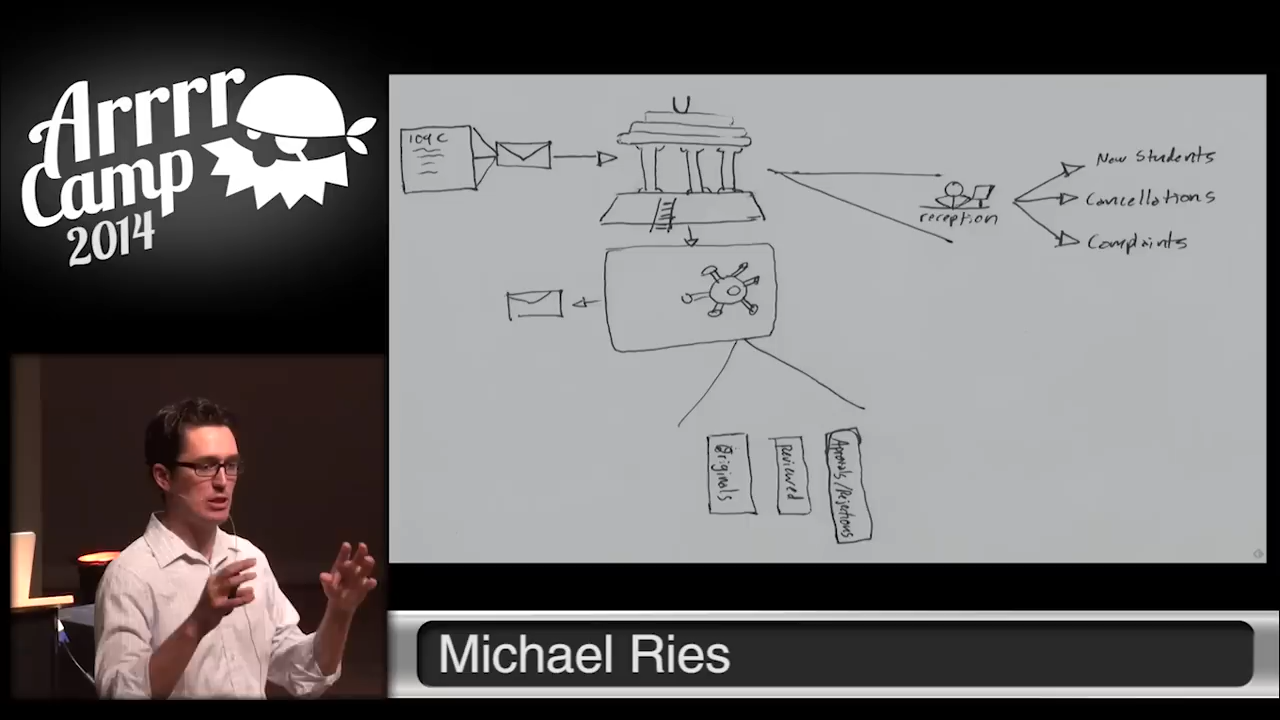 Arrrr
Camp
2014
104C
U
reception
New Students
Cancellations
Complaints
Originals
Reviewed
Approvals/Rejections
Michael Ries